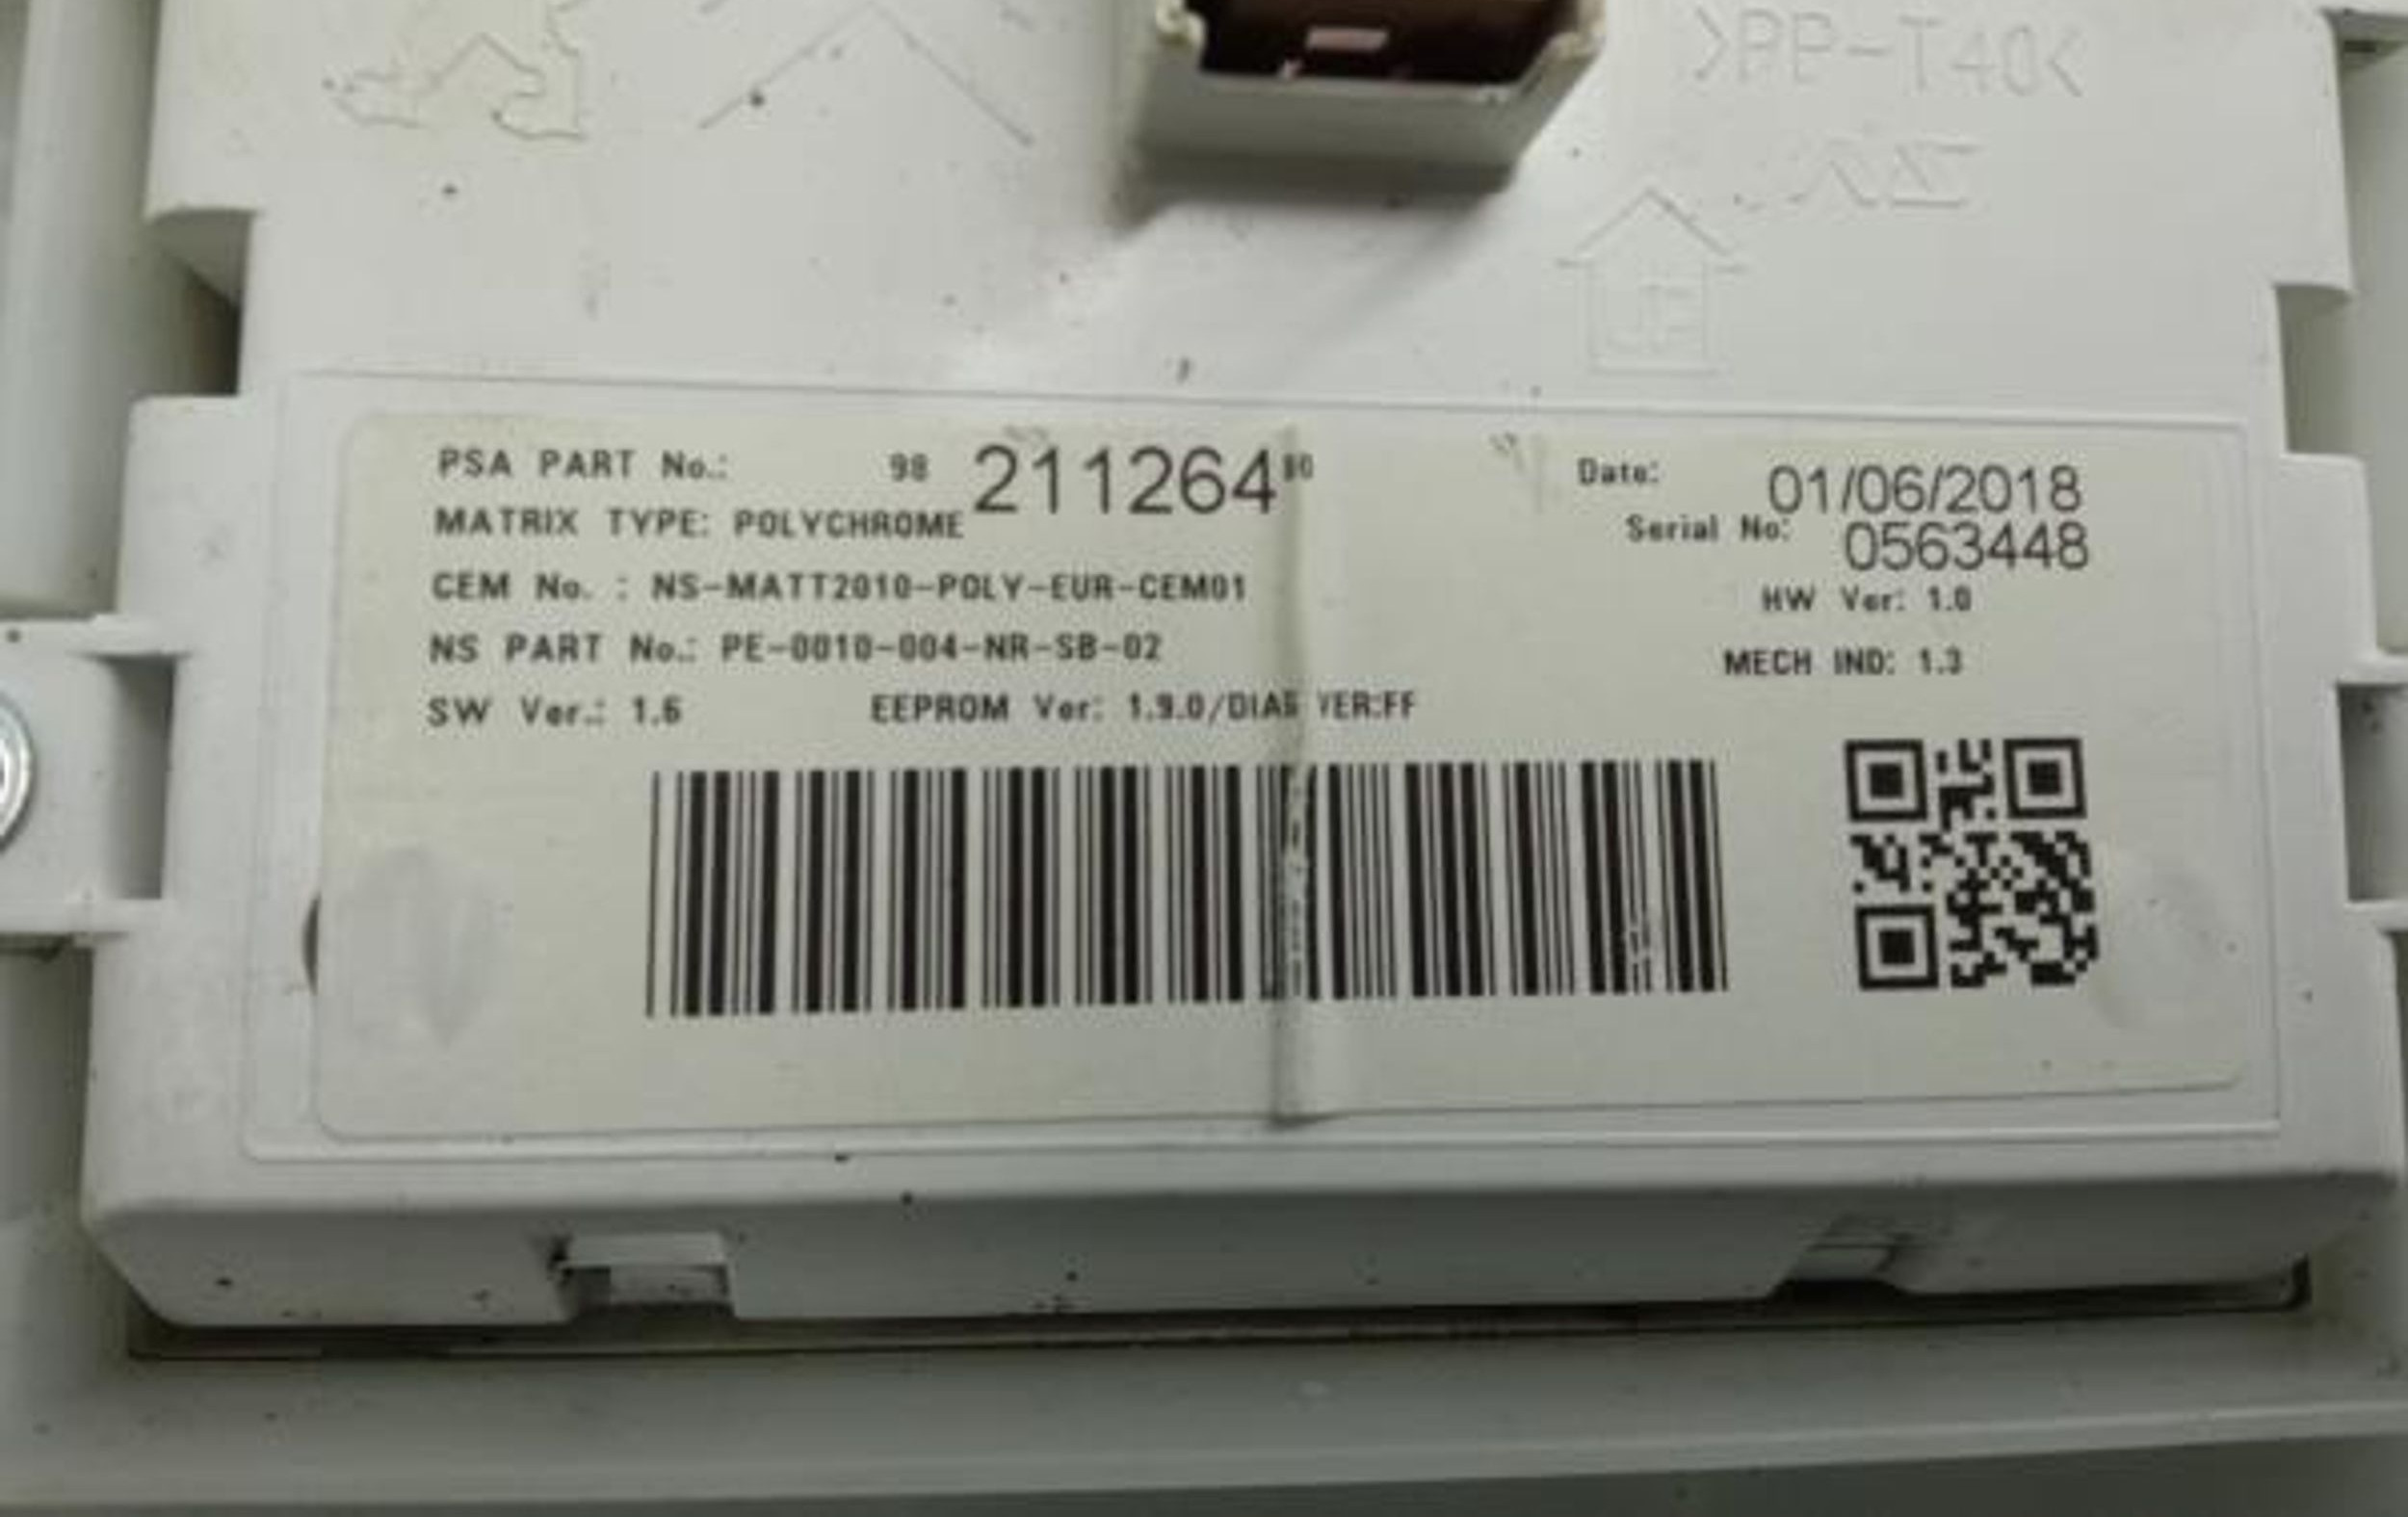 >PP-T40<
PSA PART No.: 98 211264 80
Date: 01/06/2018
MATRIX TYPE: POLYCHROME
Serial No: 0563448
CEM No. : NS-MATT2010-POLY-EUR-CEM01
HW Ver: 1.0
NS PART No.: PE-0010-004-NR-SB-02
MECH IND: 1.3
SW Ver.: 1.6 EEPROM Ver: 1.9.0/DIAG VER:FF